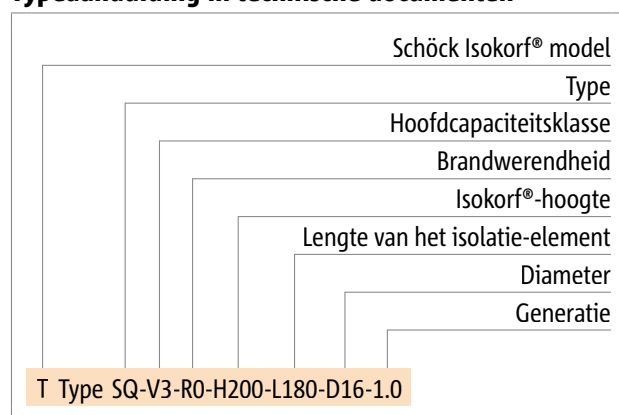 Schöck Isokorf® model
Type
Hoofdcapaciteitsklasse
Brandwerendheid
Isokorf®-hoogte
Lengte van het isolatie-element
Diameter
Generatie
T Type SQ-V3-R0-H200-L180-D16-1.0